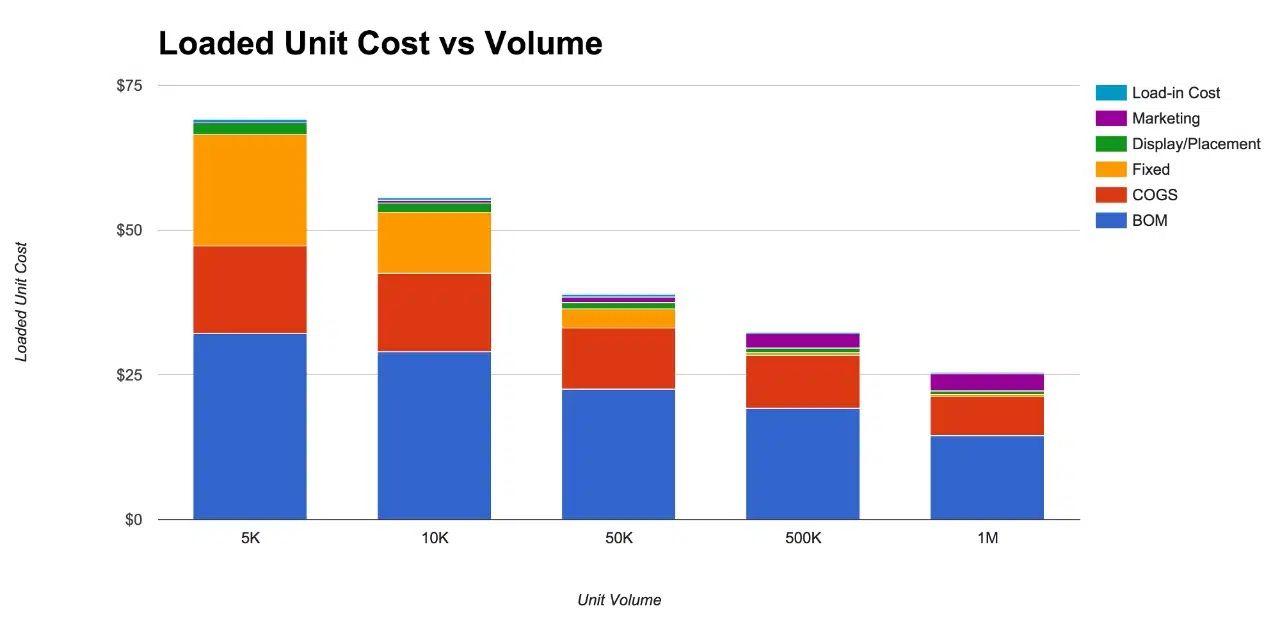 Loaded Unit Cost vs Volume
$75
$50
$25
$0
Loaded Unit Cost
5K
10K
50K
500K
1M
Unit Volume
Load-in Cost
Marketing
Display/Placement
Fixed
COGS
BOM